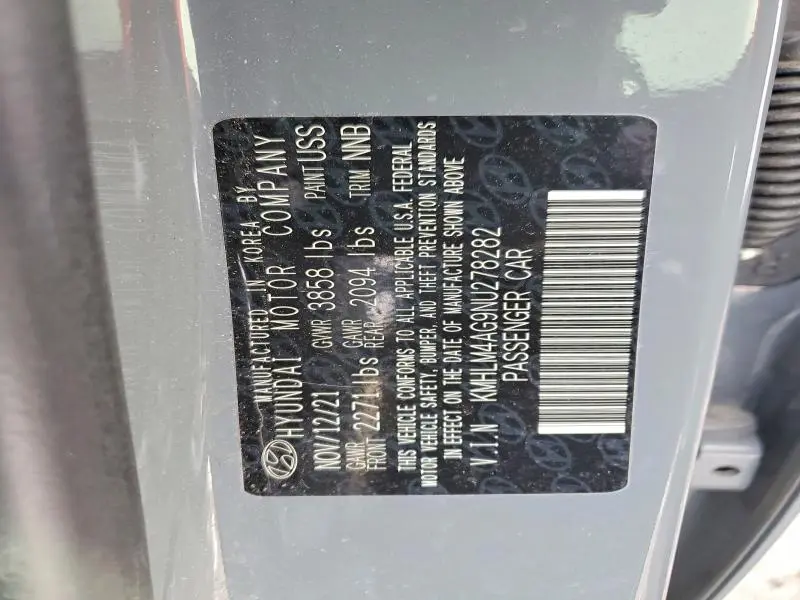 MANUFACTURED IN KOREA BY
HYUNDAI MOTOR COMPANY
NOV/12/21 GVWR 3858 lbs PAINT USS
GAWR FRONT 2271 lbs GAWR REAR 2094 lbs TRIM NNB
THIS VEHICLE CONFORMS TO ALL APPLICABLE U.S.A. FEDERAL
MOTOR VEHICLE SAFETY, BUMPER, AND THEFT PREVENTION STANDARDS
IN EFFECT ON THE DATE OF MANUFACTURE SHOWN ABOVE
V.I.N KMHLM4AG9NU278282
PASSENGER CAR